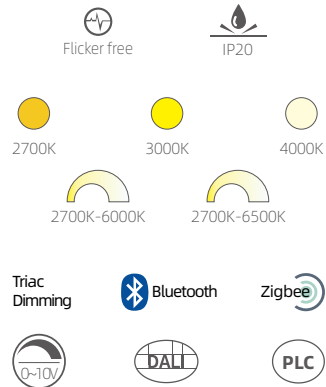 Flicker free
IP20
2700K
3000K
4000K
2700K-6000K
2700K-6500K
Triac
Dimming
Bluetooth
Zigbee
0~10V
DALI
PLC